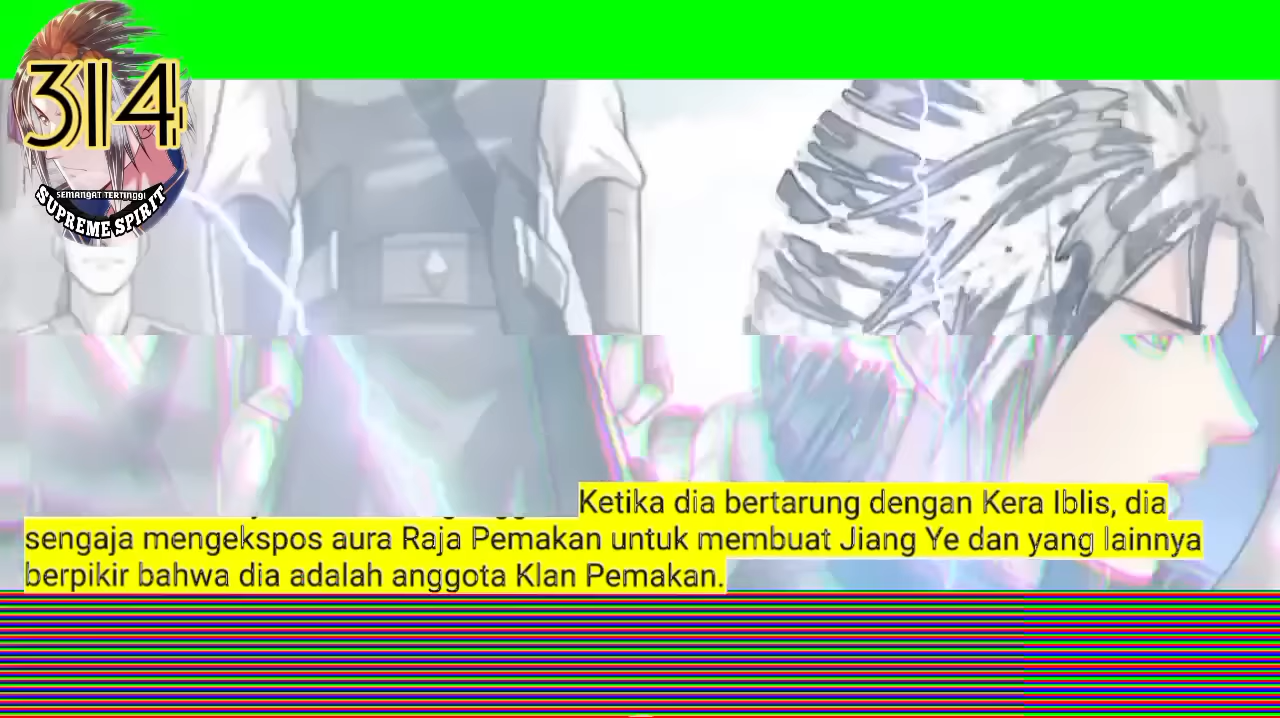 314
SEMANGAT TERTINGGI
SUPREME SPIRIT
Ketika dia bertarung dengan Kera Iblis, dia
sengaja mengekspos aura Raja Pemakan untuk membuat Jiang Ye dan yang lainnya
berpikir bahwa dia adalah anggota Klan Pemakan.